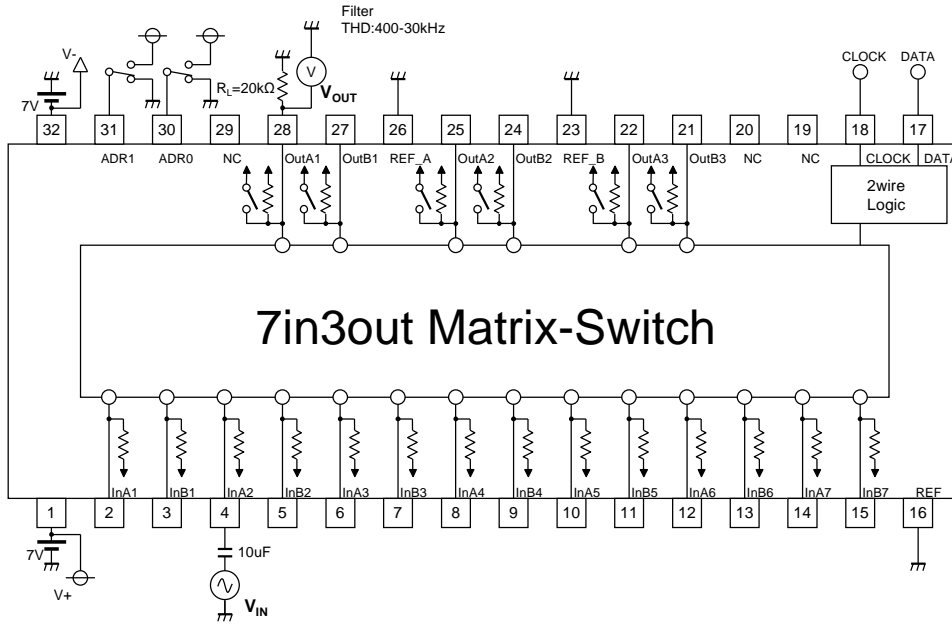 Filter
THD:400-30kHz
V-
CLOCK DATA
RL=20kΩ
V
VOUT
7V
32 31 30 29 28 27 26 25 24 23 22 21 20 19 18 17
ADR1 ADR0 NC OutA1 OutB1 REF_A OutA2 OutB2 REF_B OutA3 OutB3 NC NC CLOCK DATA
2wire
Logic
7in3out Matrix-Switch
InA1 InB1 InA2 InB2 InA3 InB3 InA4 InB4 InA5 InB5 InA6 InB6 InA7 InB7 REF
1 2 3 4 5 6 7 8 9 10 11 12 13 14 15 16
7V
10uF
V+
VIN